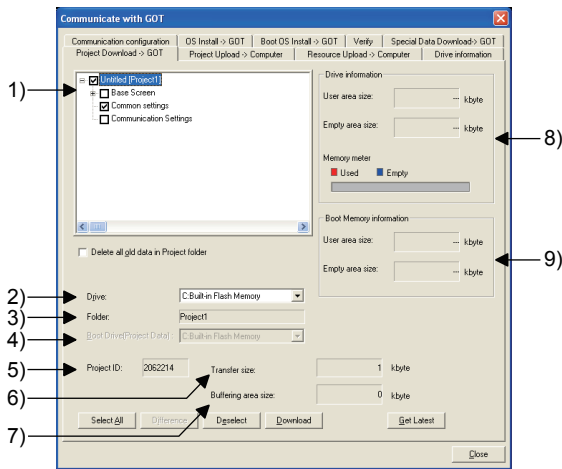 Communicate with GOT
Communication configuration OS Install -> GOT Boot OS Install -> GOT Verify Special Data Download-> GOT
Project Download -> GOT Project Upload -> Computer Resource Upload -> Computer Drive information
1)
Untitled [Project1]
Base Screen
Common settings
Communication Settings
Drive information
User area size: --- kbyte
Empty area size: --- kbyte
8)
Memory meter
Used Empty
Boot Memory information
User area size: --- kbyte
Empty area size: --- kbyte
9)
Delete all old data in Project folder
2) Drive: C:Built-in Flash Memory
3) Folder: Project1
4) Boot Drive(Project Data): C:Built-in Flash Memory
5) Project ID: 2062214
6) Transfer size: 1 kbyte
7) Buffering area size: 0 kbyte
Select All Difference Deselect Download Get Latest
Close